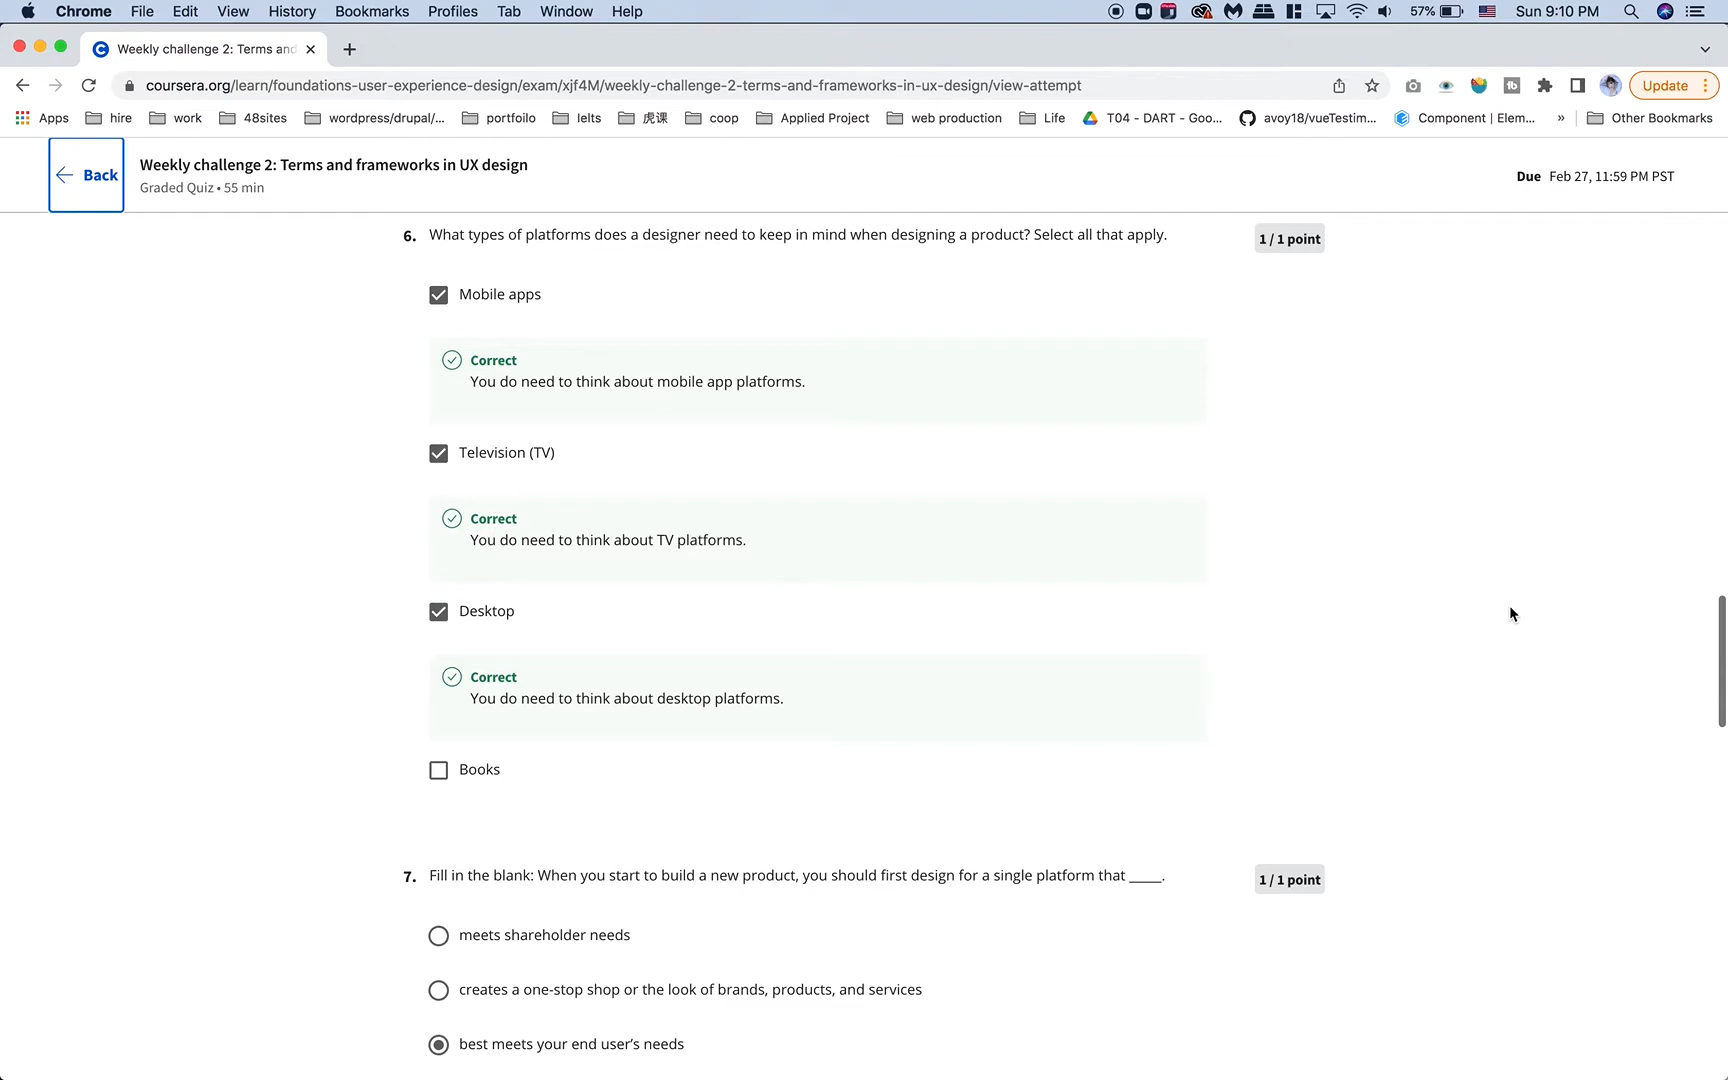 Chrome File Edit View History Bookmarks Profiles Tab Window Help 57% Sun 9:10 PM
Weekly challenge 2: Terms and
coursera.org/learn/foundations-user-experience-design/exam/xjf4M/weekly-challenge-2-terms-and-frameworks-in-ux-design/view-attempt Update
Apps hire work 48sites wordpress/drupal/... portfoilo Ielts 虎课 coop Applied Project web production Life T04 - DART - Goo... avoy18/vueTestim... Component | Elem... » Other Bookmarks
Back
Weekly challenge 2: Terms and frameworks in UX design
Graded Quiz • 55 min
Due Feb 27, 11:59 PM PST
6. What types of platforms does a designer need to keep in mind when designing a product? Select all that apply.
1 / 1 point
Mobile apps
Correct
You do need to think about mobile app platforms.
Television (TV)
Correct
You do need to think about TV platforms.
Desktop
Correct
You do need to think about desktop platforms.
Books
7. Fill in the blank: When you start to build a new product, you should first design for a single platform that _____.
1 / 1 point
meets shareholder needs
creates a one-stop shop or the look of brands, products, and services
best meets your end user's needs